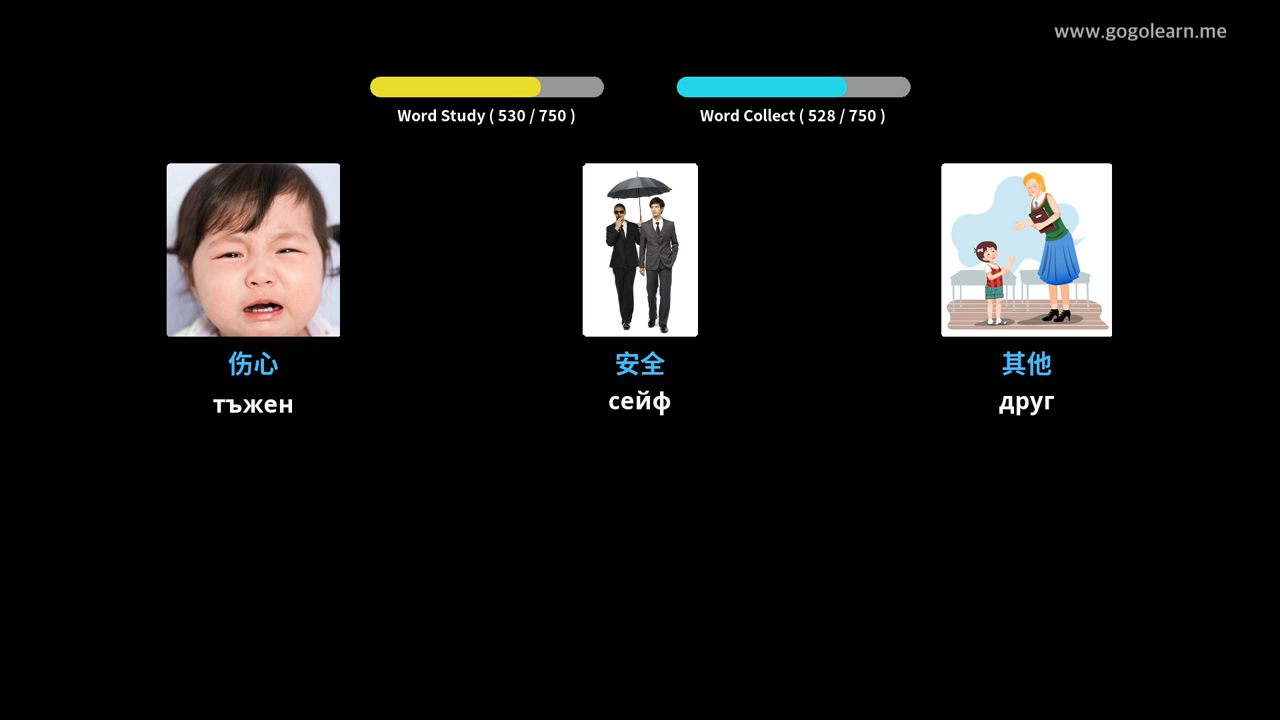 www.gogolearn.me
Word Study ( 530 / 750 )
Word Collect ( 528 / 750 )
伤心
安全
其他
тъжен
сейф
друг